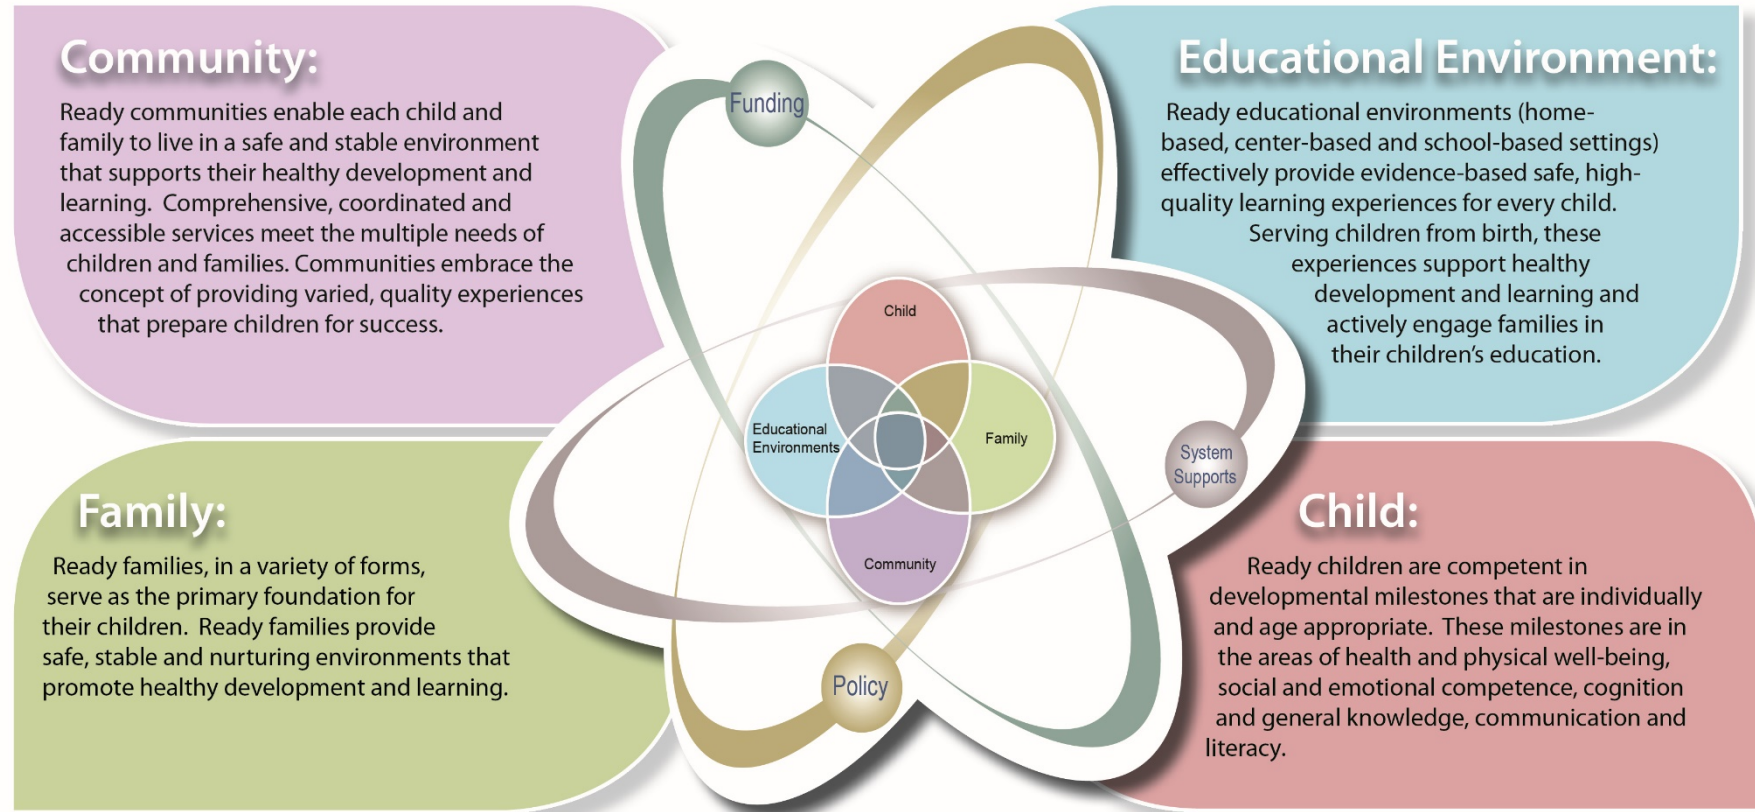 Community:
Ready communities enable each child and
family to live in a safe and stable environment
that supports their healthy development and
learning. Comprehensive, coordinated and
accessible services meet the multiple needs of
children and families. Communities embrace the
concept of providing varied, quality experiences
that prepare children for success.
Educational Environment:
Ready educational environments (home-
based, center-based and school-based settings)
effectively provide evidence-based safe, high-
quality learning experiences for every child.
Serving children from birth, these
experiences support healthy
development and learning and
actively engage families in
their children's education.
Funding
Child
Educational
Environments
Family
Community
System
Supports
Policy
Family:
Ready families, in a variety of forms,
serve as the primary foundation for
their children. Ready families provide
safe, stable and nurturing environments that
promote healthy development and learning.
Child:
Ready children are competent in
developmental milestones that are individually
and age appropriate. These milestones are in
the areas of health and physical well-being,
social and emotional competence, cognition
and general knowledge, communication and
literacy.